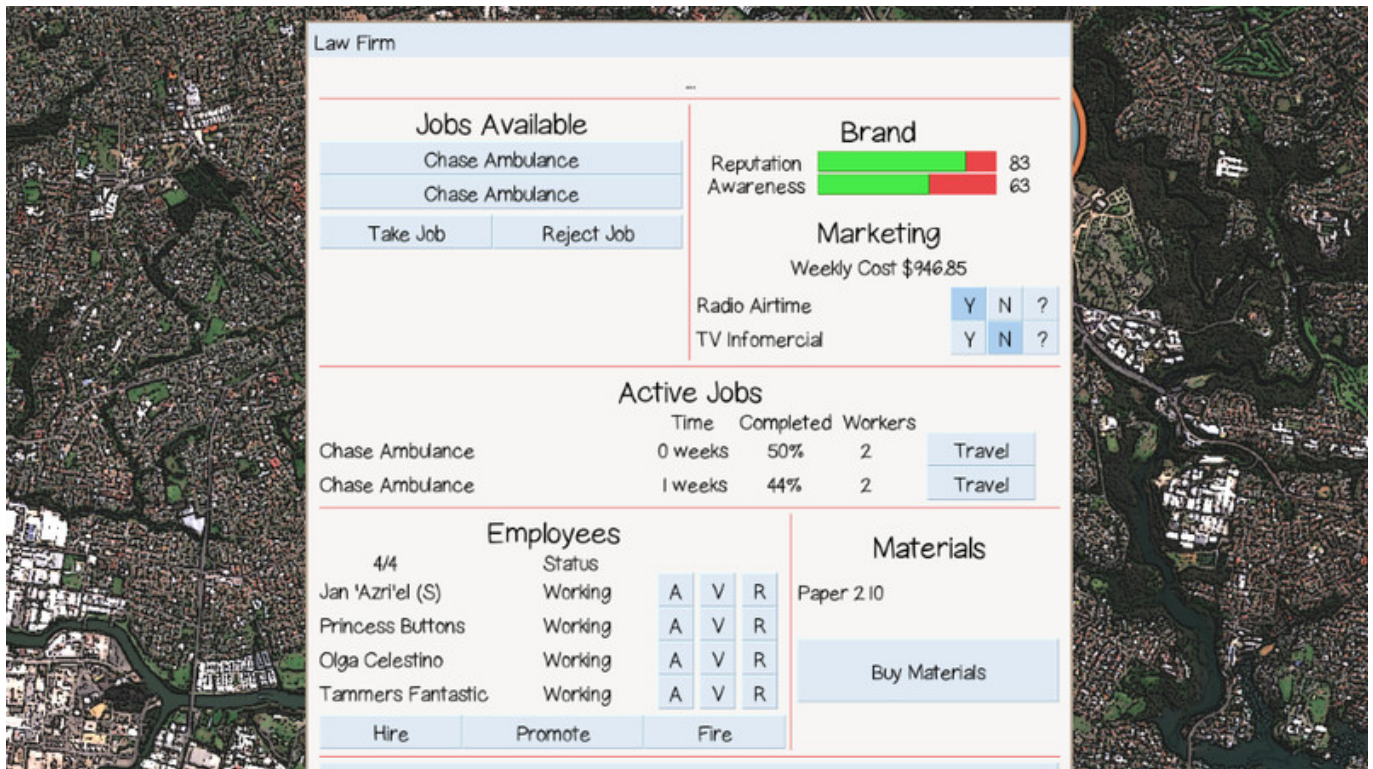 Law Firm
...
Jobs Available
Chase Ambulance
Chase Ambulance
Take Job Reject Job
Brand
Reputation 83
Awareness 63
Marketing
Weekly Cost $946.85
Radio Airtime Y N ?
TV Infomercial Y N ?
Active Jobs
Time Completed Workers
Chase Ambulance 0 weeks 50% 2 Travel
Chase Ambulance 1 weeks 44% 2 Travel
Employees
4/4 Status
Jan 'Azri'el (S) Working A V R
Princess Buttons Working A V R
Olga Celestino Working A V R
Tammers Fantastic Working A V R
Hire Promote Fire
Materials
Paper 210
Buy Materials